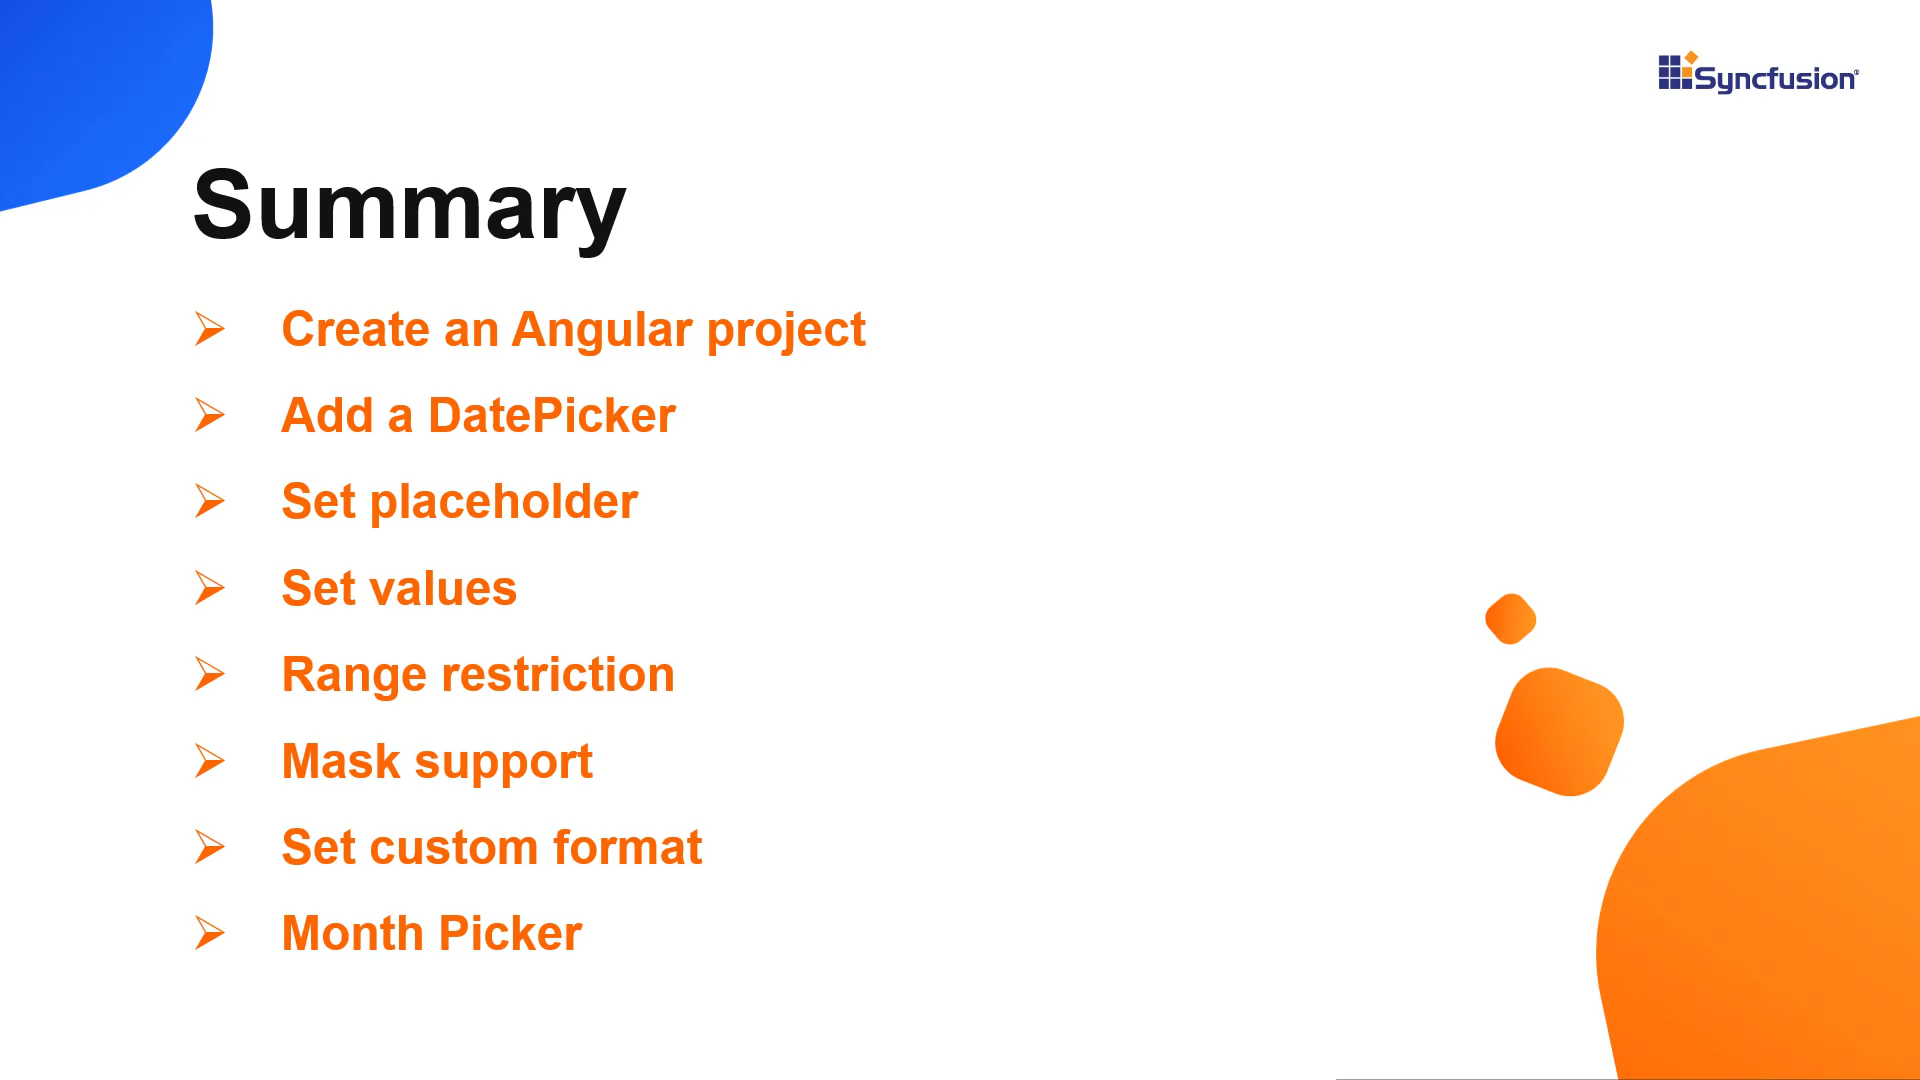 Syncfusion®
Summary
➢ Create an Angular project
➢ Add a DatePicker
➢ Set placeholder
➢ Set values
➢ Range restriction
➢ Mask support
➢ Set custom format
➢ Month Picker